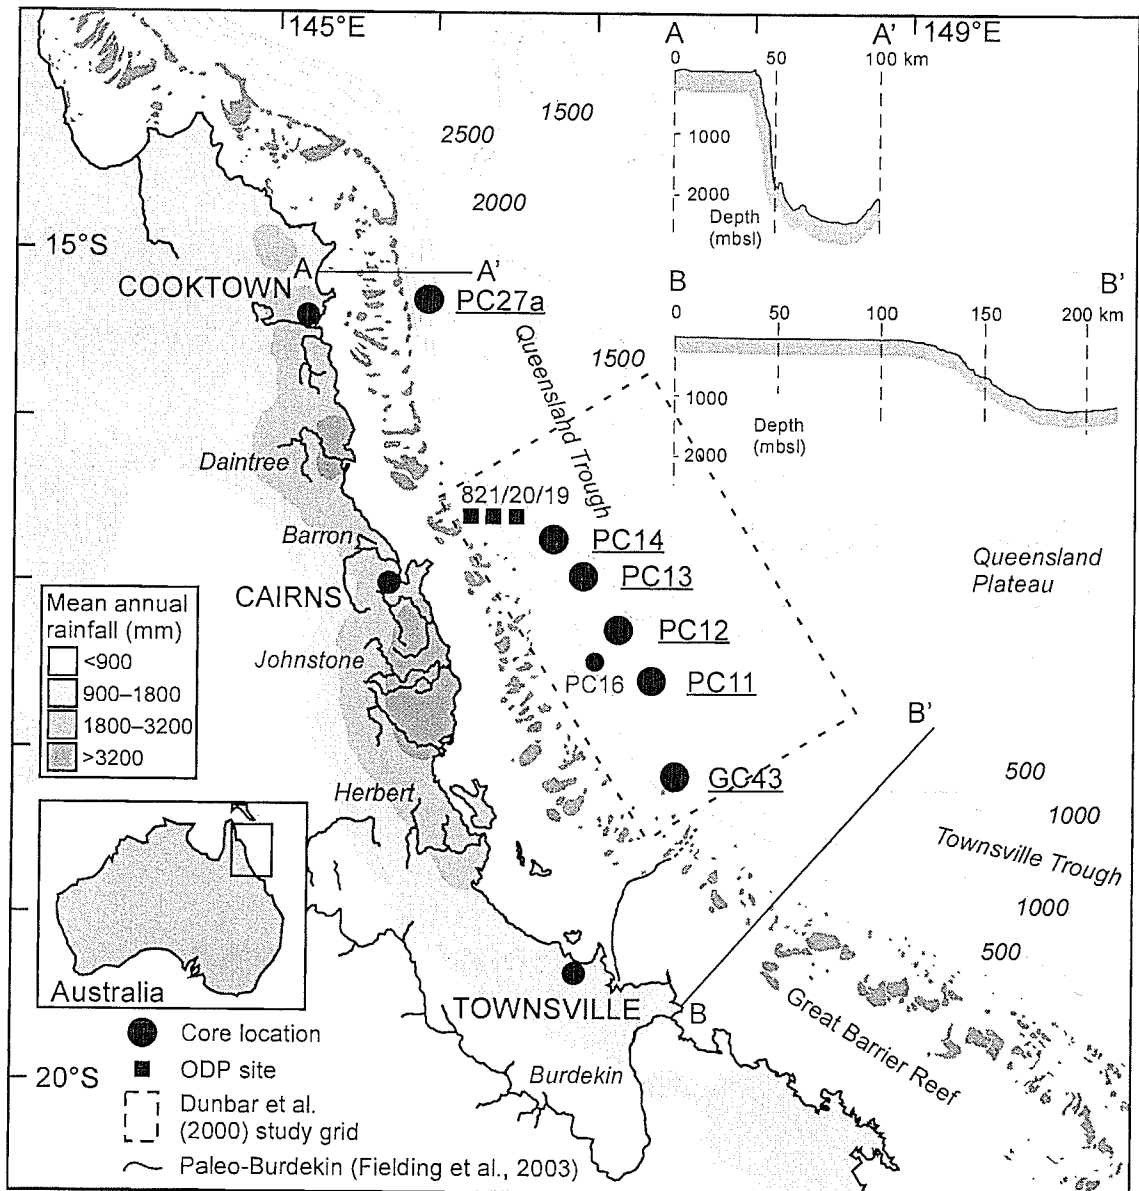 145°E
149°E
A
A'
0
50
100 km
1000
2000
Depth
(mbsl)
1500
2500
2000
15°S
A
A'
COOKTOWN
PC27a
B
B'
0
50
100
150
200 km
1000
Depth
(mbsl)
2000
Queensland Trough
1500
Daintree
821/20/19
Barron
PC14
PC13
Queensland
Plateau
CAIRNS
Mean annual
rainfall (mm)
<900
900–1800
1800–3200
>3200
Johnstone
PC12
PC16
PC11
B'
GC43
Herbert
500
1000
Townsville Trough
1000
500
Australia
TOWNSVILLE
B
Great Barrier Reef
Burdekin
20°S
Core location
ODP site
Dunbar et al.
(2000) study grid
Paleo-Burdekin (Fielding et al., 2003)